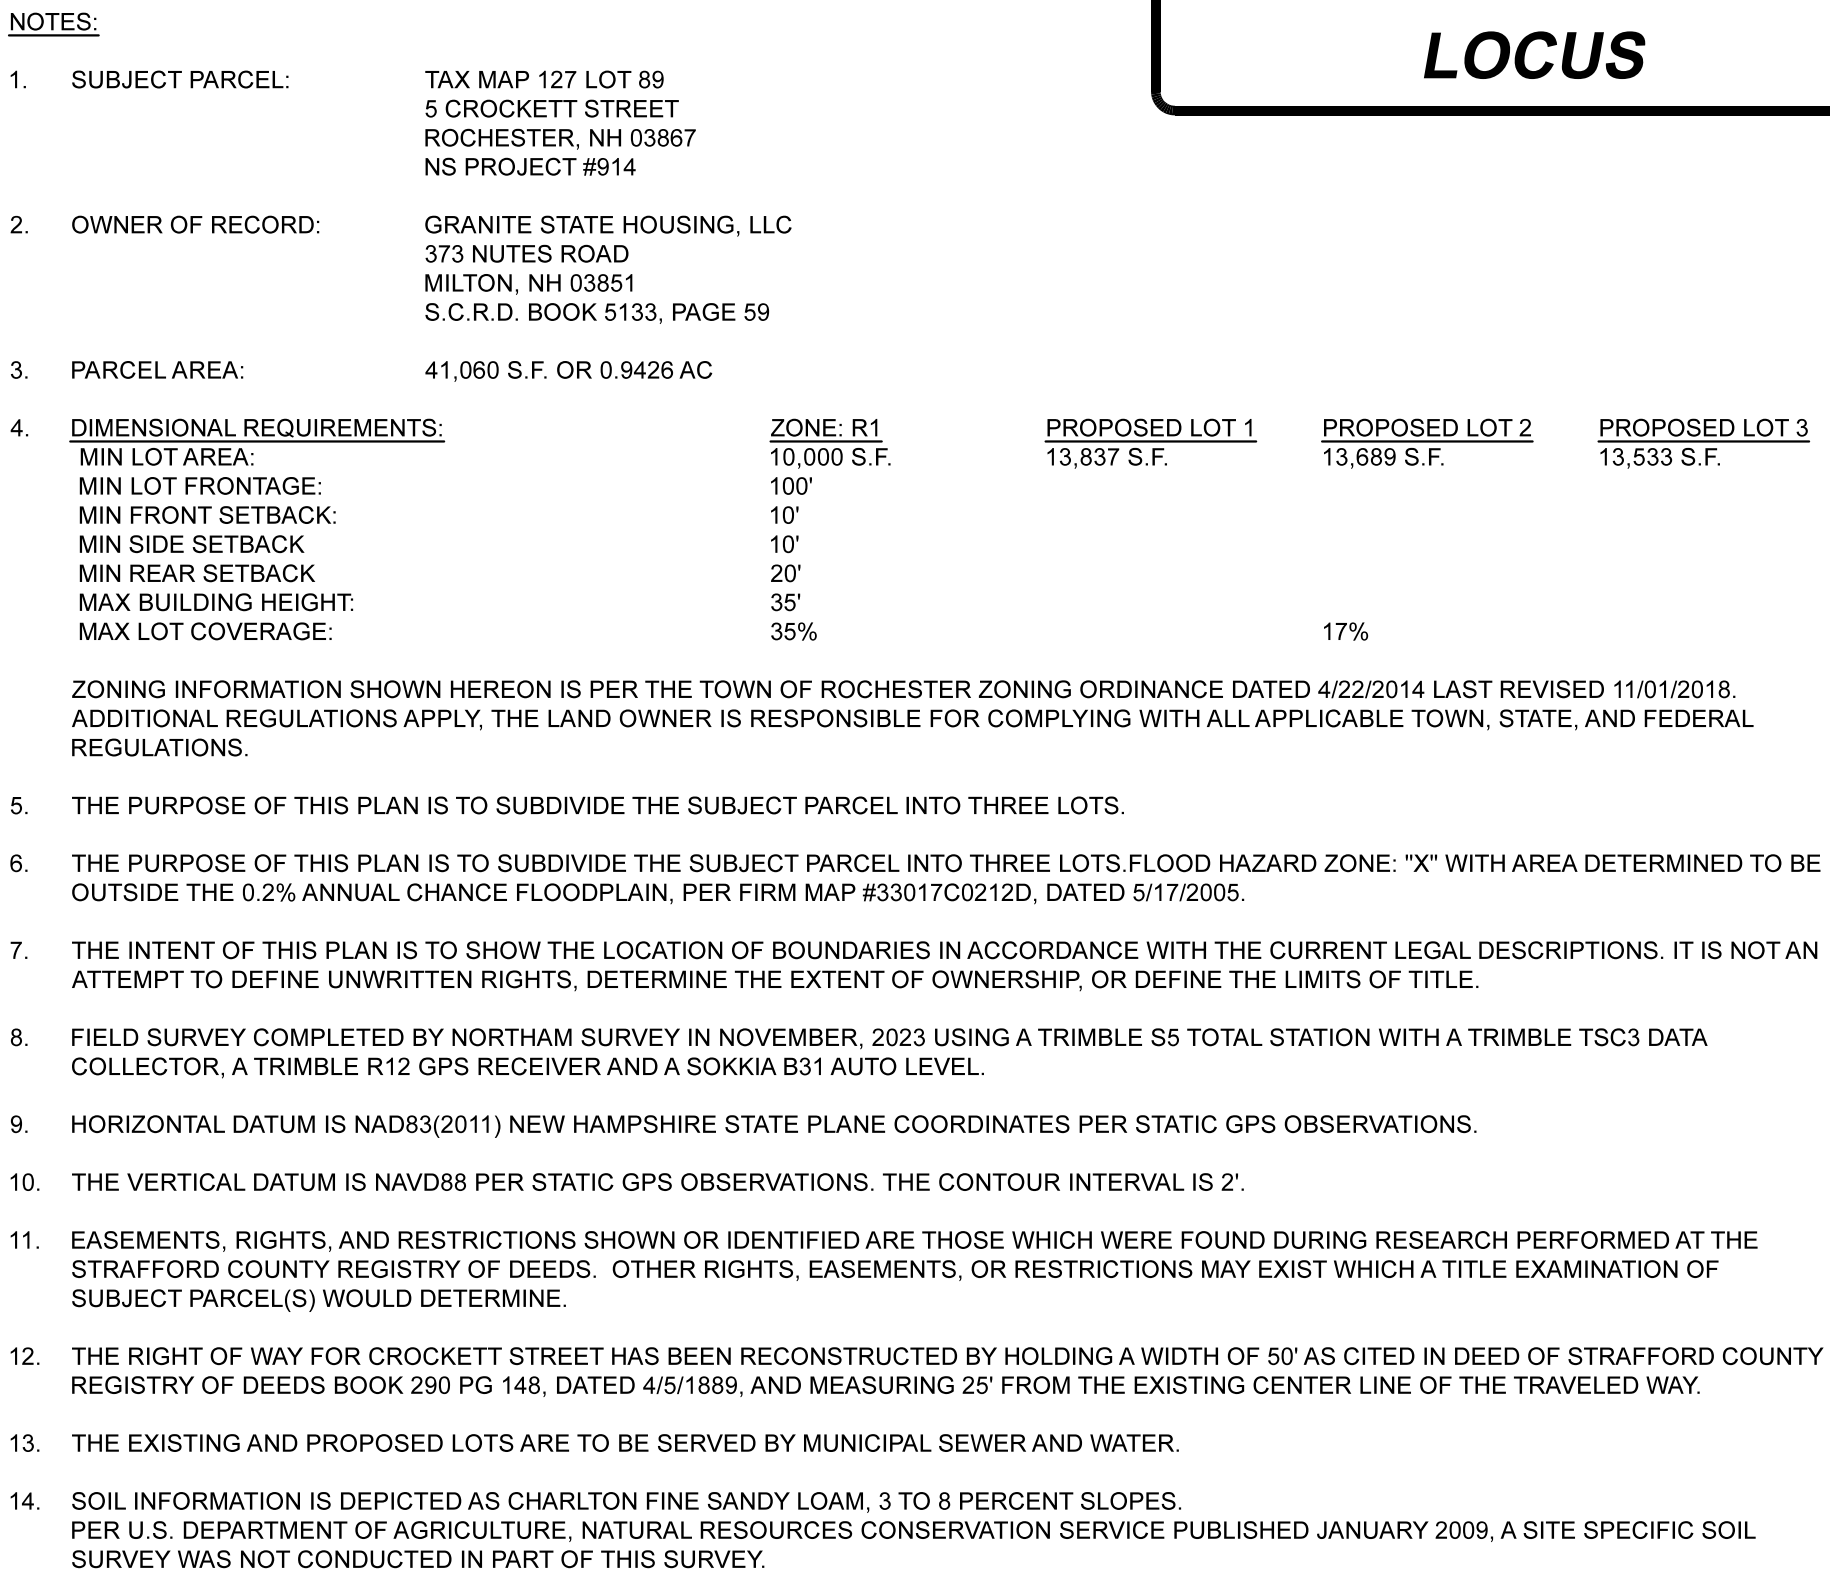 NOTES:
LOCUS
1. SUBJECT PARCEL: TAX MAP 127 LOT 89
5 CROCKETT STREET
ROCHESTER, NH 03867
NS PROJECT #914
2. OWNER OF RECORD: GRANITE STATE HOUSING, LLC
373 NUTES ROAD
MILTON, NH 03851
S.C.R.D. BOOK 5133, PAGE 59
3. PARCEL AREA: 41,060 S.F. OR 0.9426 AC
4. DIMENSIONAL REQUIREMENTS: ZONE: R1 PROPOSED LOT 1 PROPOSED LOT 2 PROPOSED LOT 3
MIN LOT AREA: 10,000 S.F. 13,837 S.F. 13,689 S.F. 13,533 S.F.
MIN LOT FRONTAGE: 100'
MIN FRONT SETBACK: 10'
MIN SIDE SETBACK 10'
MIN REAR SETBACK 20'
MAX BUILDING HEIGHT: 35'
MAX LOT COVERAGE: 35% 17%
ZONING INFORMATION SHOWN HEREON IS PER THE TOWN OF ROCHESTER ZONING ORDINANCE DATED 4/22/2014 LAST REVISED 11/01/2018.
ADDITIONAL REGULATIONS APPLY, THE LAND OWNER IS RESPONSIBLE FOR COMPLYING WITH ALL APPLICABLE TOWN, STATE, AND FEDERAL
REGULATIONS.
5. THE PURPOSE OF THIS PLAN IS TO SUBDIVIDE THE SUBJECT PARCEL INTO THREE LOTS.
6. THE PURPOSE OF THIS PLAN IS TO SUBDIVIDE THE SUBJECT PARCEL INTO THREE LOTS.FLOOD HAZARD ZONE: "X" WITH AREA DETERMINED TO BE
OUTSIDE THE 0.2% ANNUAL CHANCE FLOODPLAIN, PER FIRM MAP #33017C0212D, DATED 5/17/2005.
7. THE INTENT OF THIS PLAN IS TO SHOW THE LOCATION OF BOUNDARIES IN ACCORDANCE WITH THE CURRENT LEGAL DESCRIPTIONS. IT IS NOT AN
ATTEMPT TO DEFINE UNWRITTEN RIGHTS, DETERMINE THE EXTENT OF OWNERSHIP, OR DEFINE THE LIMITS OF TITLE.
8. FIELD SURVEY COMPLETED BY NORTHAM SURVEY IN NOVEMBER, 2023 USING A TRIMBLE S5 TOTAL STATION WITH A TRIMBLE TSC3 DATA
COLLECTOR, A TRIMBLE R12 GPS RECEIVER AND A SOKKIA B31 AUTO LEVEL.
9. HORIZONTAL DATUM IS NAD83(2011) NEW HAMPSHIRE STATE PLANE COORDINATES PER STATIC GPS OBSERVATIONS.
10. THE VERTICAL DATUM IS NAVD88 PER STATIC GPS OBSERVATIONS. THE CONTOUR INTERVAL IS 2'.
11. EASEMENTS, RIGHTS, AND RESTRICTIONS SHOWN OR IDENTIFIED ARE THOSE WHICH WERE FOUND DURING RESEARCH PERFORMED AT THE
STRAFFORD COUNTY REGISTRY OF DEEDS. OTHER RIGHTS, EASEMENTS, OR RESTRICTIONS MAY EXIST WHICH A TITLE EXAMINATION OF
SUBJECT PARCEL(S) WOULD DETERMINE.
12. THE RIGHT OF WAY FOR CROCKETT STREET HAS BEEN RECONSTRUCTED BY HOLDING A WIDTH OF 50' AS CITED IN DEED OF STRAFFORD COUNTY
REGISTRY OF DEEDS BOOK 290 PG 148, DATED 4/5/1889, AND MEASURING 25' FROM THE EXISTING CENTER LINE OF THE TRAVELED WAY.
13. THE EXISTING AND PROPOSED LOTS ARE TO BE SERVED BY MUNICIPAL SEWER AND WATER.
14. SOIL INFORMATION IS DEPICTED AS CHARLTON FINE SANDY LOAM, 3 TO 8 PERCENT SLOPES.
PER U.S. DEPARTMENT OF AGRICULTURE, NATURAL RESOURCES CONSERVATION SERVICE PUBLISHED JANUARY 2009, A SITE SPECIFIC SOIL
SURVEY WAS NOT CONDUCTED IN PART OF THIS SURVEY.